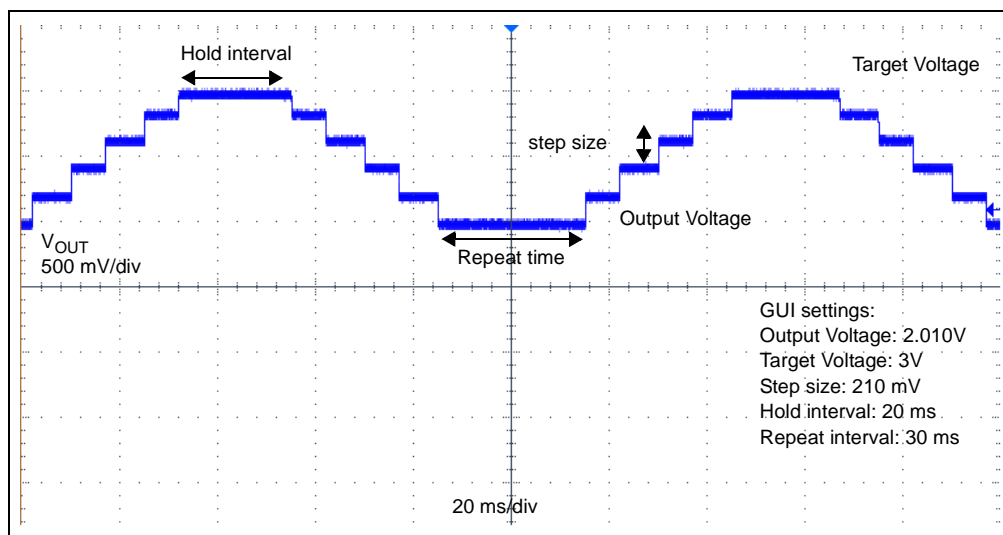 Hold interval
Target Voltage
step size
Output Voltage
VOUT
500 mV/div
Repeat time
GUI settings:
Output Voltage: 2.010V
Target Voltage: 3V
Step size: 210 mV
Hold interval: 20 ms
Repeat interval: 30 ms
20 ms/div